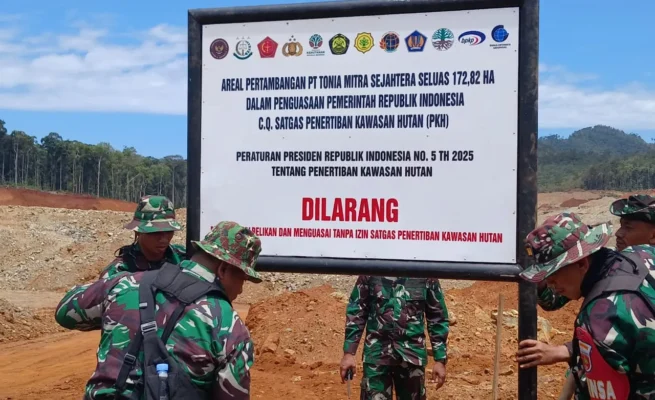 bpkp
AREAL PERTAMBANGAN PT TONIA MITRA SEJAHTERA SELUAS 172,82 HA
DALAM PENGUASAAN PEMERINTAH REPUBLIK INDONESIA
C.Q. SATGAS PENERTIBAN KAWASAN HUTAN (PKH)
PERATURAN PRESIDEN REPUBLIK INDONESIA NO. 5 TH 2025
TENTANG PENERTIBAN KAWASAN HUTAN
DILARANG
DAN MENGUASAI TANPA IZIN SATGAS PENERTIBAN KAWASAN HUTAN